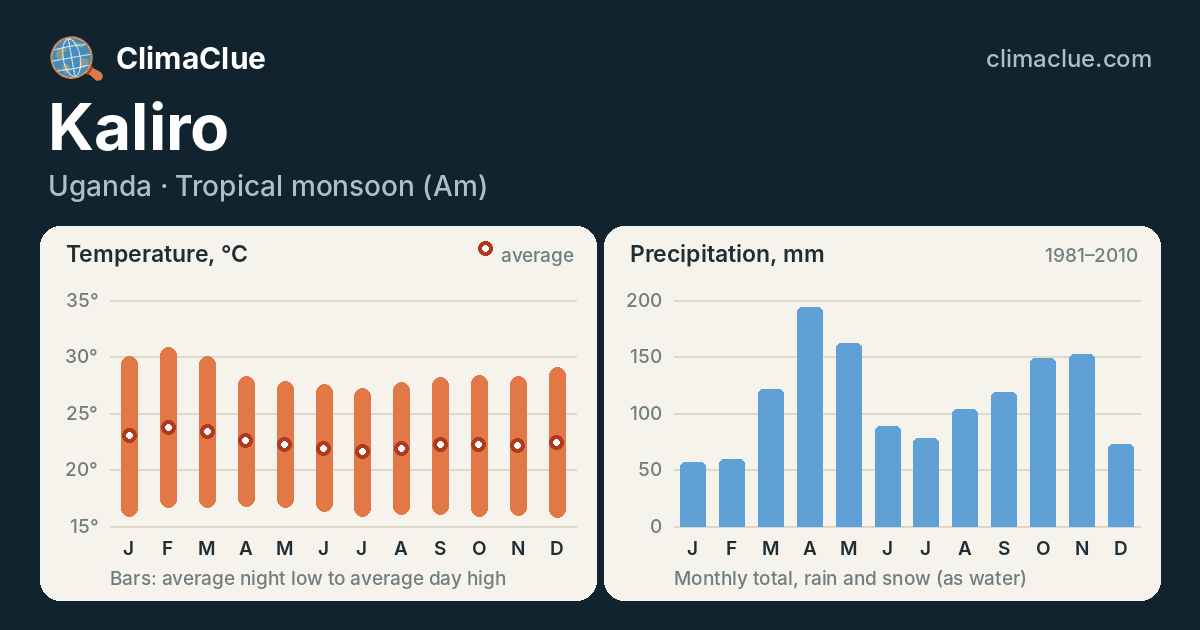 ClimaClue
climaclue.com
Kaliro
Uganda · Tropical monsoon (Am)
Temperature, °C
average
35°
30°
25°
20°
15°
J F M A M J J A S O N D
Bars: average night low to average day high
Precipitation, mm
1981–2010
200
150
100
50
0
J F M A M J J A S O N D
Monthly total, rain and snow (as water)